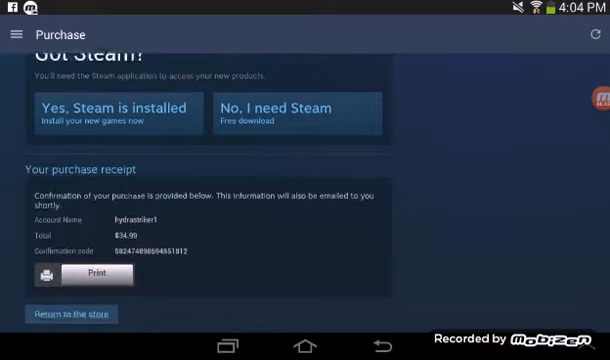 4:04 PM
Purchase
Got Steam?
You'll need the Steam application to access your new products.
Yes, Steam is installed
Install your new games now
No, I need Steam
Free download
Your purchase receipt
Confirmation of your purchase is provided below. This information will also be emailed to you
shortly.
Account Name hydrastriker1
Total $34.99
Confirmation code 582474898694851812
Print
Return to the store
Recorded by Mobizen